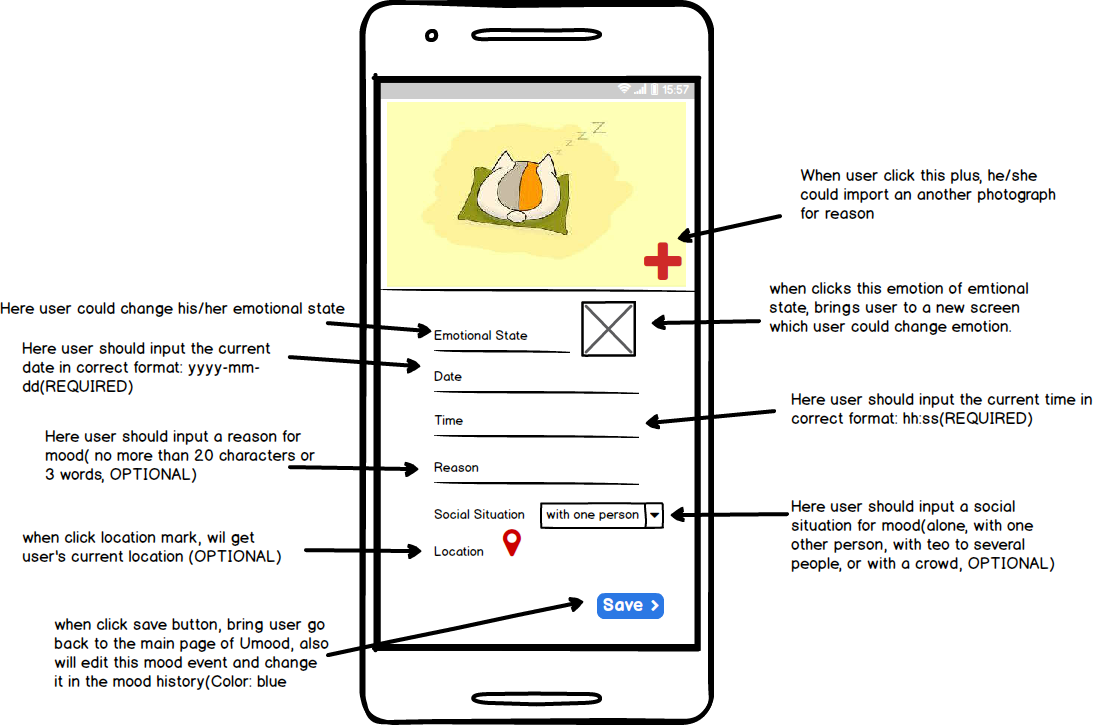 15:57
z z Z Z
When user click this plus, he/she
could import an another photograph
for reason
when clicks this emotion of emtional
state, brings user to a new screen
which user could change emotion.
Here user could change his/her emotional state
Emotional State
Here user should input the current
date in correct format: yyyy-mm-
dd(REQUIRED)
Date
Here user should input the current time in
correct format: hh:ss(REQUIRED)
Time
Here user should input a reason for
mood( no more than 20 characters or
3 words, OPTIONAL)
Reason
Social Situation
with one person
Here user should input a social
situation for mood(alone, with one
other person, with teo to several
people, or with a crowd, OPTIONAL)
when click location mark, wil get
user's current location (OPTIONAL)
Location
Save
when click save button, bring user go
back to the main page of Umood, also
will edit this mood event and change
it in the mood history(Color: blue